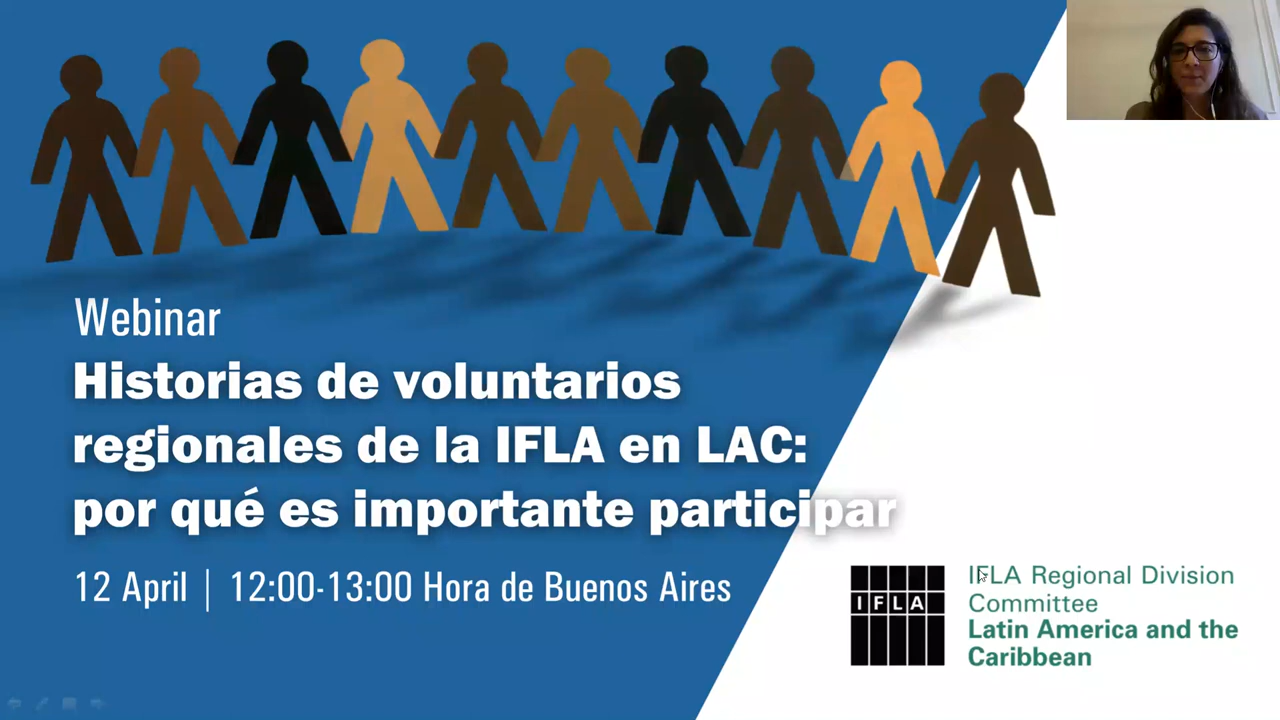 Webinar
Historias de voluntarios
regionales de la IFLA en LAC:
por qué es importante participar
12 April | 12:00-13:00 Hora de Buenos Aires
IFLA
IFLA Regional Division
Committee
Latin America and the
Caribbean